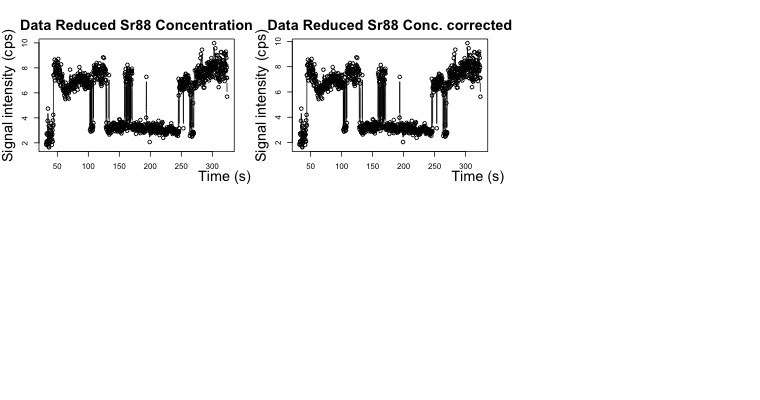 Data Reduced Sr88 Concentration
Signal intensity (cps)
10
8
6
4
2
50 100 150 200 250 300
Time (s)
Data Reduced Sr88 Conc. corrected
Signal intensity (cps)
10
8
6
4
2
50 100 150 200 250 300
Time (s)